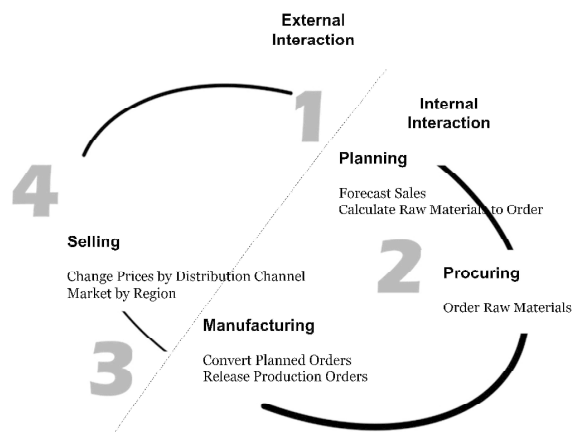 External
Interaction
1
Internal
Interaction
Planning
Forecast Sales
Calculate Raw Materials to Order
4
Selling
Change Prices by Distribution Channel
Market by Region
2
Procuring
Order Raw Materials
3
Manufacturing
Convert Planned Orders
Release Production Orders